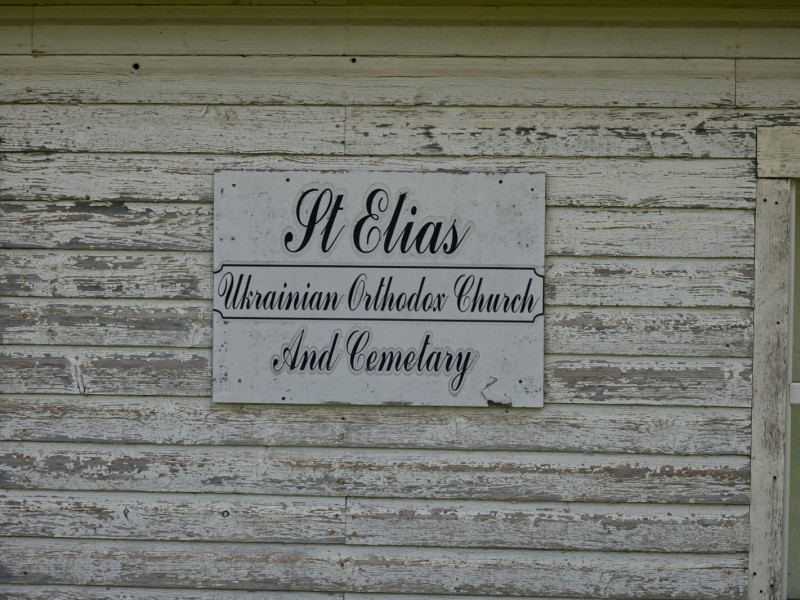 St Elias
Ukrainian Orthodox Church
And Cemetary